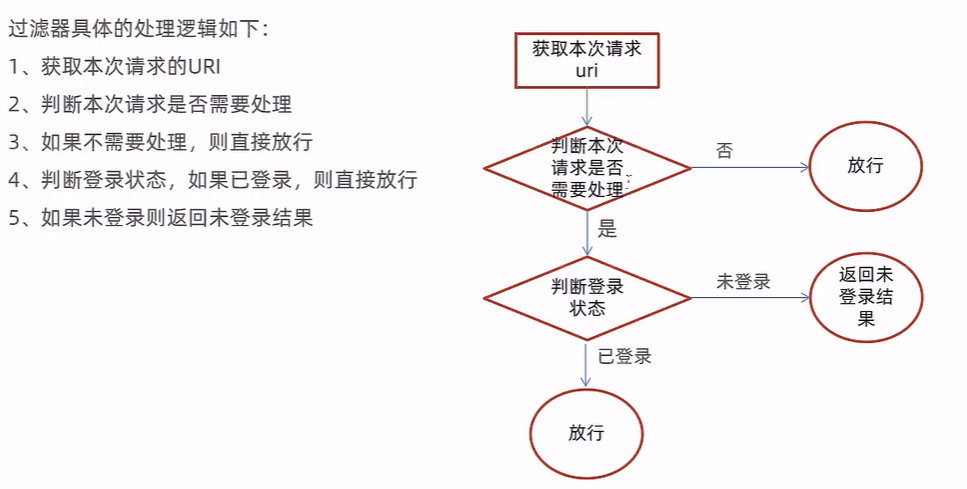 过滤器具体的处理逻辑如下：
1、获取本次请求的URI
2、判断本次请求是否需要处理
3、如果不需要处理，则直接放行
4、判断登录状态，如果已登录，则直接放行
5、如果未登录则返回未登录结果
获取本次请求
uri
判断本次
请求是否
需要处理
否
放行
是
判断登录
状态
未登录
返回未
登录结
果
已登录
放行